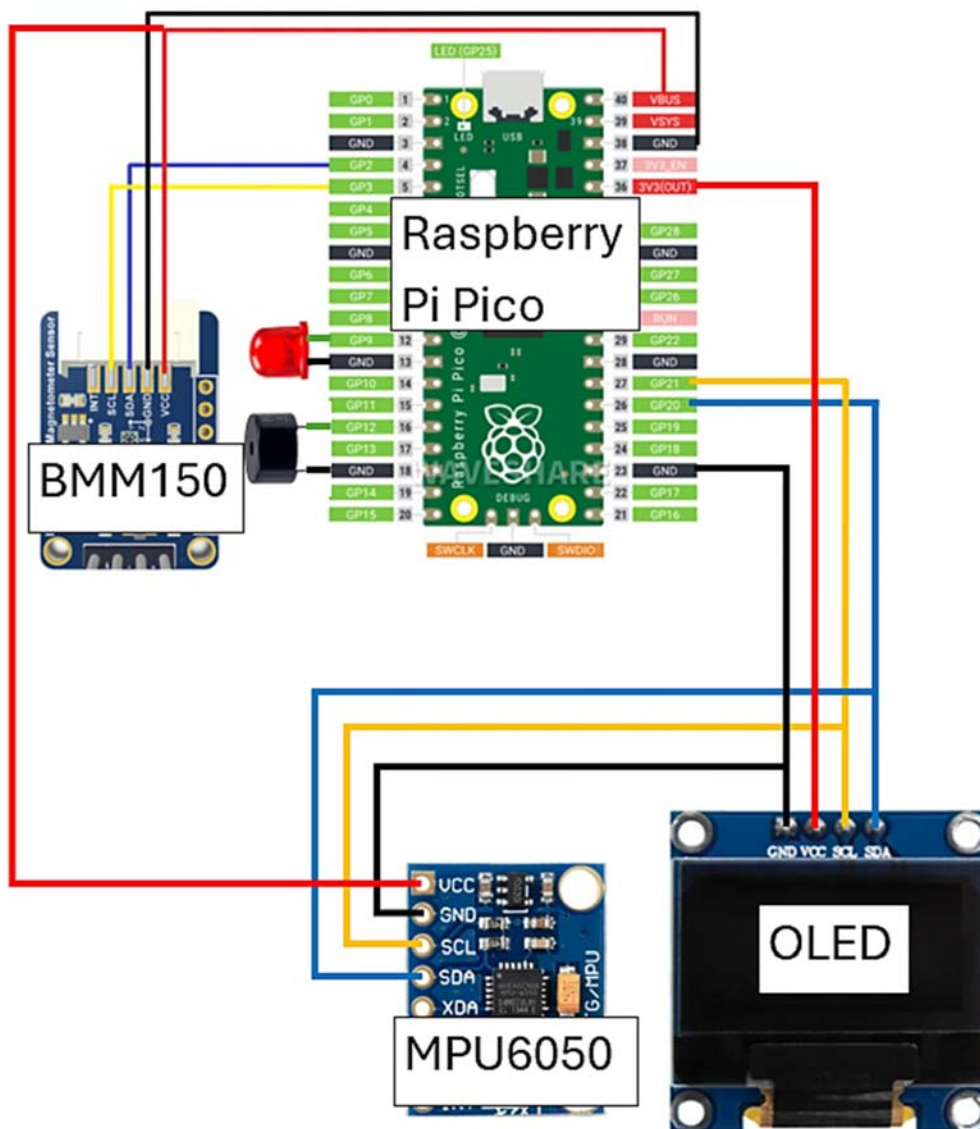 LED (GP25)
GP0 1
GP1 2
GND 3
GP2 4
GP3 5
GP4
GP5
GND
GP6
GP7
GP8
GP9 12
GND 13
GP10 14
GP11 15
GP12 16
GP13 17
GND 18
GP14 19
GP15 20
1
2
LED
USB
39
40 VBUS
39 VSYS
38 GND
37 3V3_EN
36 3V3(OUT)
GP28
GND
GP27
GP26
RUN
29 GP22
28 GND
27 GP21
26 GP20
25 GP19
24 GP18
23 GND
22 GP17
21 GP16
OTSEL
Raspberry
Pi Pico
Raspberry Pi Pico
WAVESHARE
DEBUG
SWCLK
GND
SWDIO
Magnetometer Sensor
INT
SCL
SDA
GND
VCC
BMM150
GND VCC SCL SDA
OLED
VCC
GND
SCL
SDA
XDA
G/MPU
MPU6050